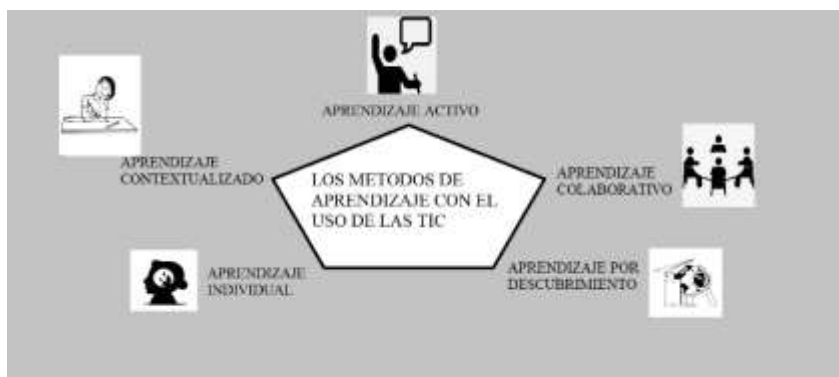 APRENDIZAJE ACTIVO
APRENDIZAJE
CONTEXTUALIZADO
LOS METODOS DE
APRENDIZAJE CON EL
USO DE LAS TIC
APRENDIZAJE
COLABORATIVO
APRENDIZAJE
INDIVIDUAL
APRENDIZAJE POR
DESCUBRIMIENTO